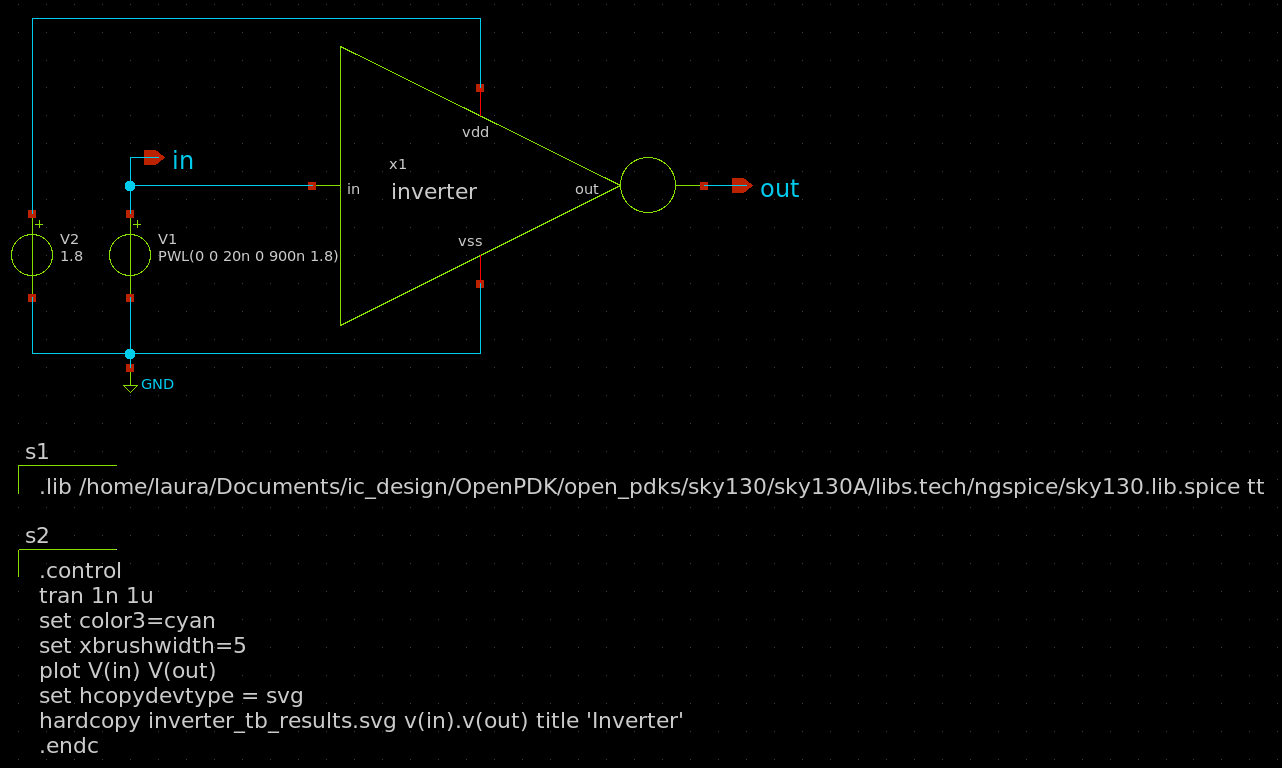 vdd
in
x1
in
inverter
out
out
vss
+
+
V2
1.8
V1
PWL(0 0 20n 0 900n 1.8)
GND
s1
.lib /home/laura/Documents/ic_design/OpenPDK/open_pdks/sky130/sky130A/libs.tech/ngspice/sky130.lib.spice tt
s2
.control
tran 1n 1u
set color3=cyan
set xbrushwidth=5
plot V(in) V(out)
set hcopydevtype = svg
hardcopy inverter_tb_results.svg v(in).v(out) title 'Inverter'
.endc